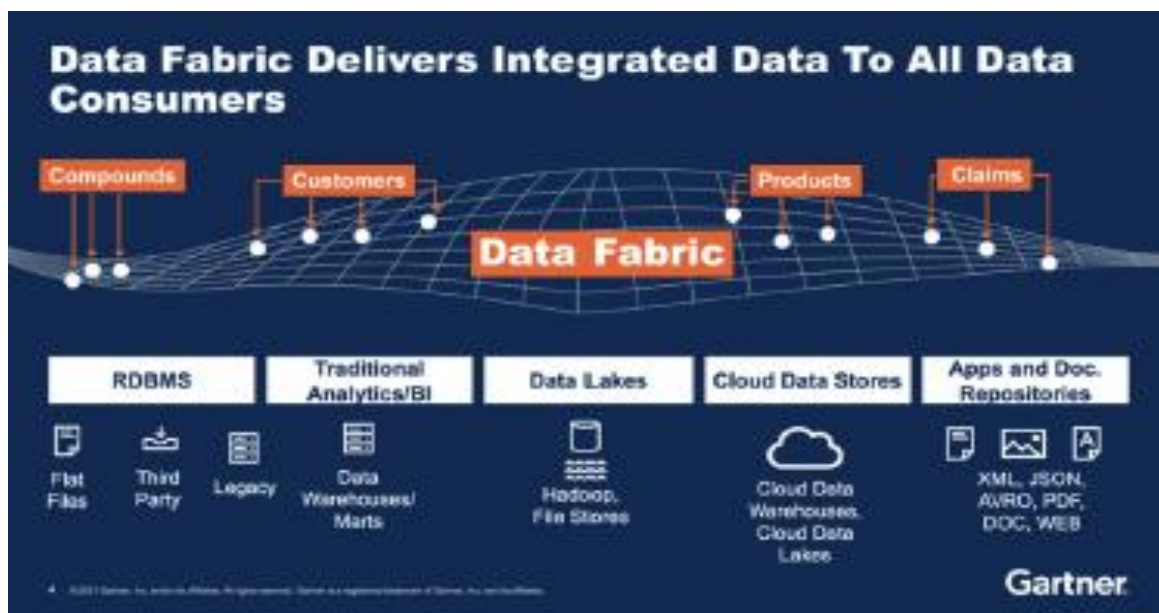 Data Fabric Delivers Integrated Data To All Data
Consumers
Compounds
Customers
Products
Claims
Data Fabric
RDBMS
Traditional
Analytics/BI
Data Lakes
Cloud Data Stores
Apps and Doc.
Repositories
Flat
Files
Third
Party
Legacy
Data
Warehouses/
Marts
Hadoop,
File Stores
Cloud Data
Warehouses,
Cloud Data
Lakes
A
XML, JSON,
AVRO, PDF,
DOC, WEB
Gartner